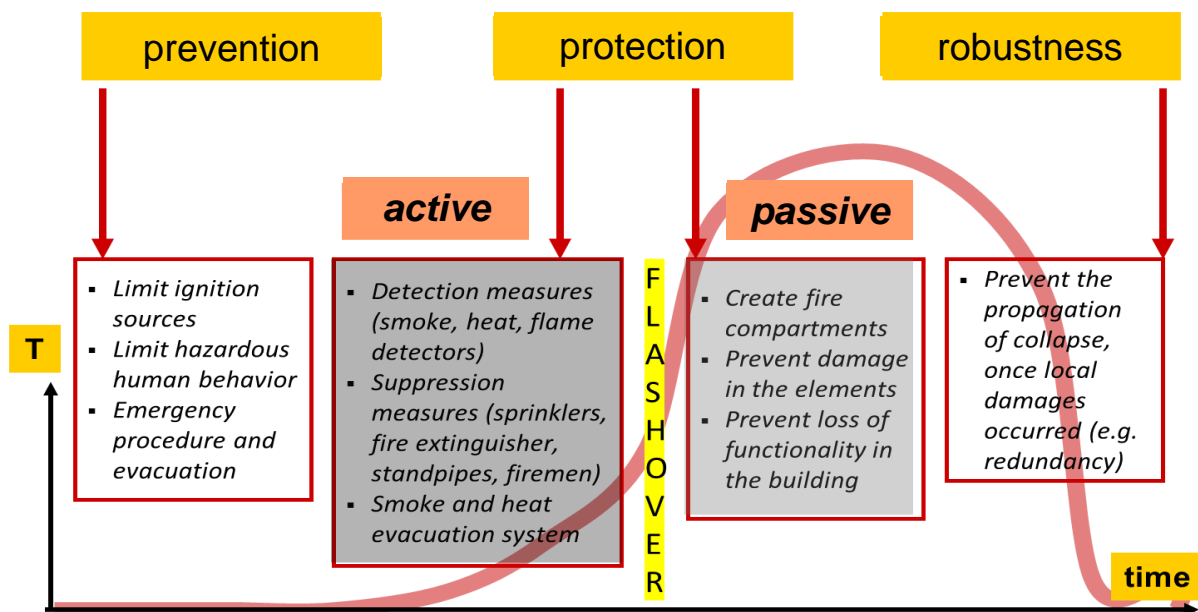 prevention
protection
robustness
active
passive
▪ Limit ignition
sources
▪ Limit hazardous
human behavior
▪ Emergency
procedure and
evacuation
▪ Detection measures
(smoke, heat, flame
detectors)
▪ Suppression
measures (sprinklers,
fire extinguisher,
standpipes, firemen)
▪ Smoke and heat
evacuation system
F
L
A
S
H
O
V
E
R
▪ Create fire
compartments
▪ Prevent damage
in the elements
▪ Prevent loss of
functionality in
the building
▪ Prevent the
propagation
of collapse,
once local
damages
occurred (e.g.
redundancy)
T
time